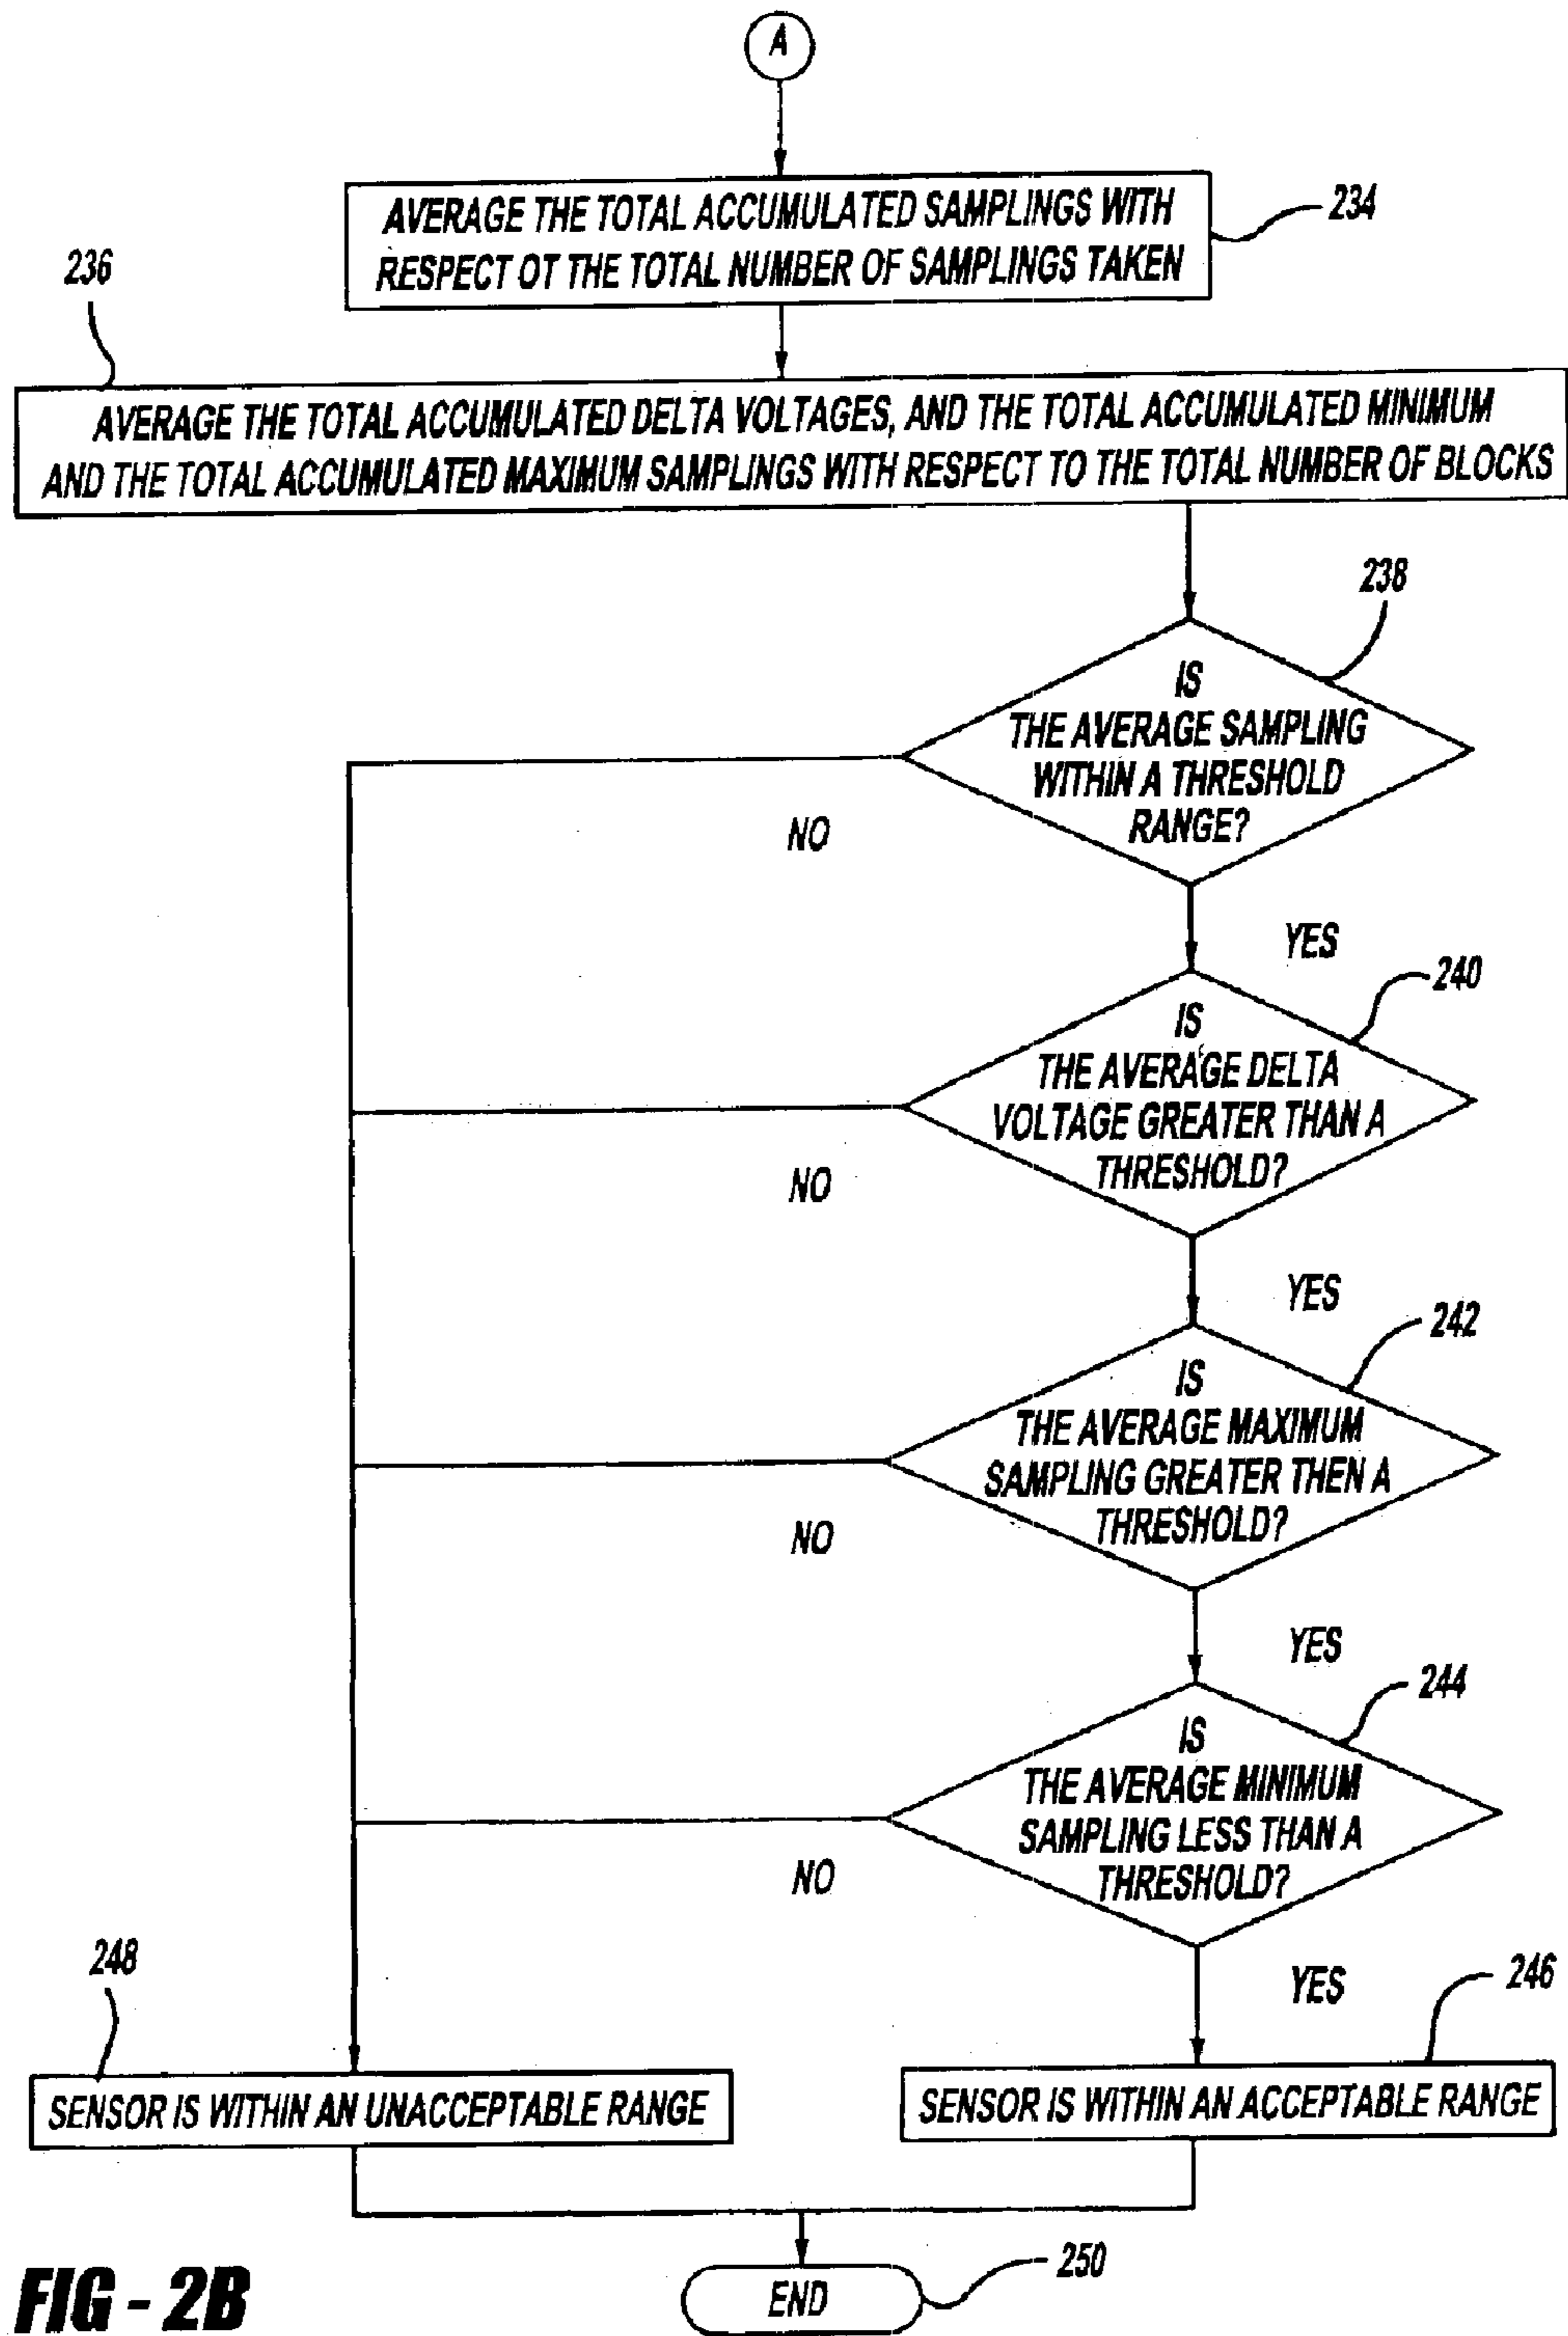 A
AVERAGE THE TOTAL ACCUMULATED SAMPLINGS WITH
RESPECT OT THE TOTAL NUMBER OF SAMPLINGS TAKEN
234
236
AVERAGE THE TOTAL ACCUMULATED DELTA VOLTAGES, AND THE TOTAL ACCUMULATED MINIMUM
AND THE TOTAL ACCUMULATED MAXIMUM SAMPLINGS WITH RESPECT TO THE TOTAL NUMBER OF BLOCKS
238
IS
THE AVERAGE SAMPLING
WITHIN A THRESHOLD
RANGE?
NO
YES
240
IS
THE AVERAGE DELTA
VOLTAGE GREATER THAN A
THRESHOLD?
NO
YES
242
IS
THE AVERAGE MAXIMUM
SAMPLING GREATER THEN A
THRESHOLD?
NO
YES
244
IS
THE AVERAGE MINIMUM
SAMPLING LESS THAN A
THRESHOLD?
NO
YES
248
246
SENSOR IS WITHIN AN UNACCEPTABLE RANGE
SENSOR IS WITHIN AN ACCEPTABLE RANGE
250
END
FIG - 2B